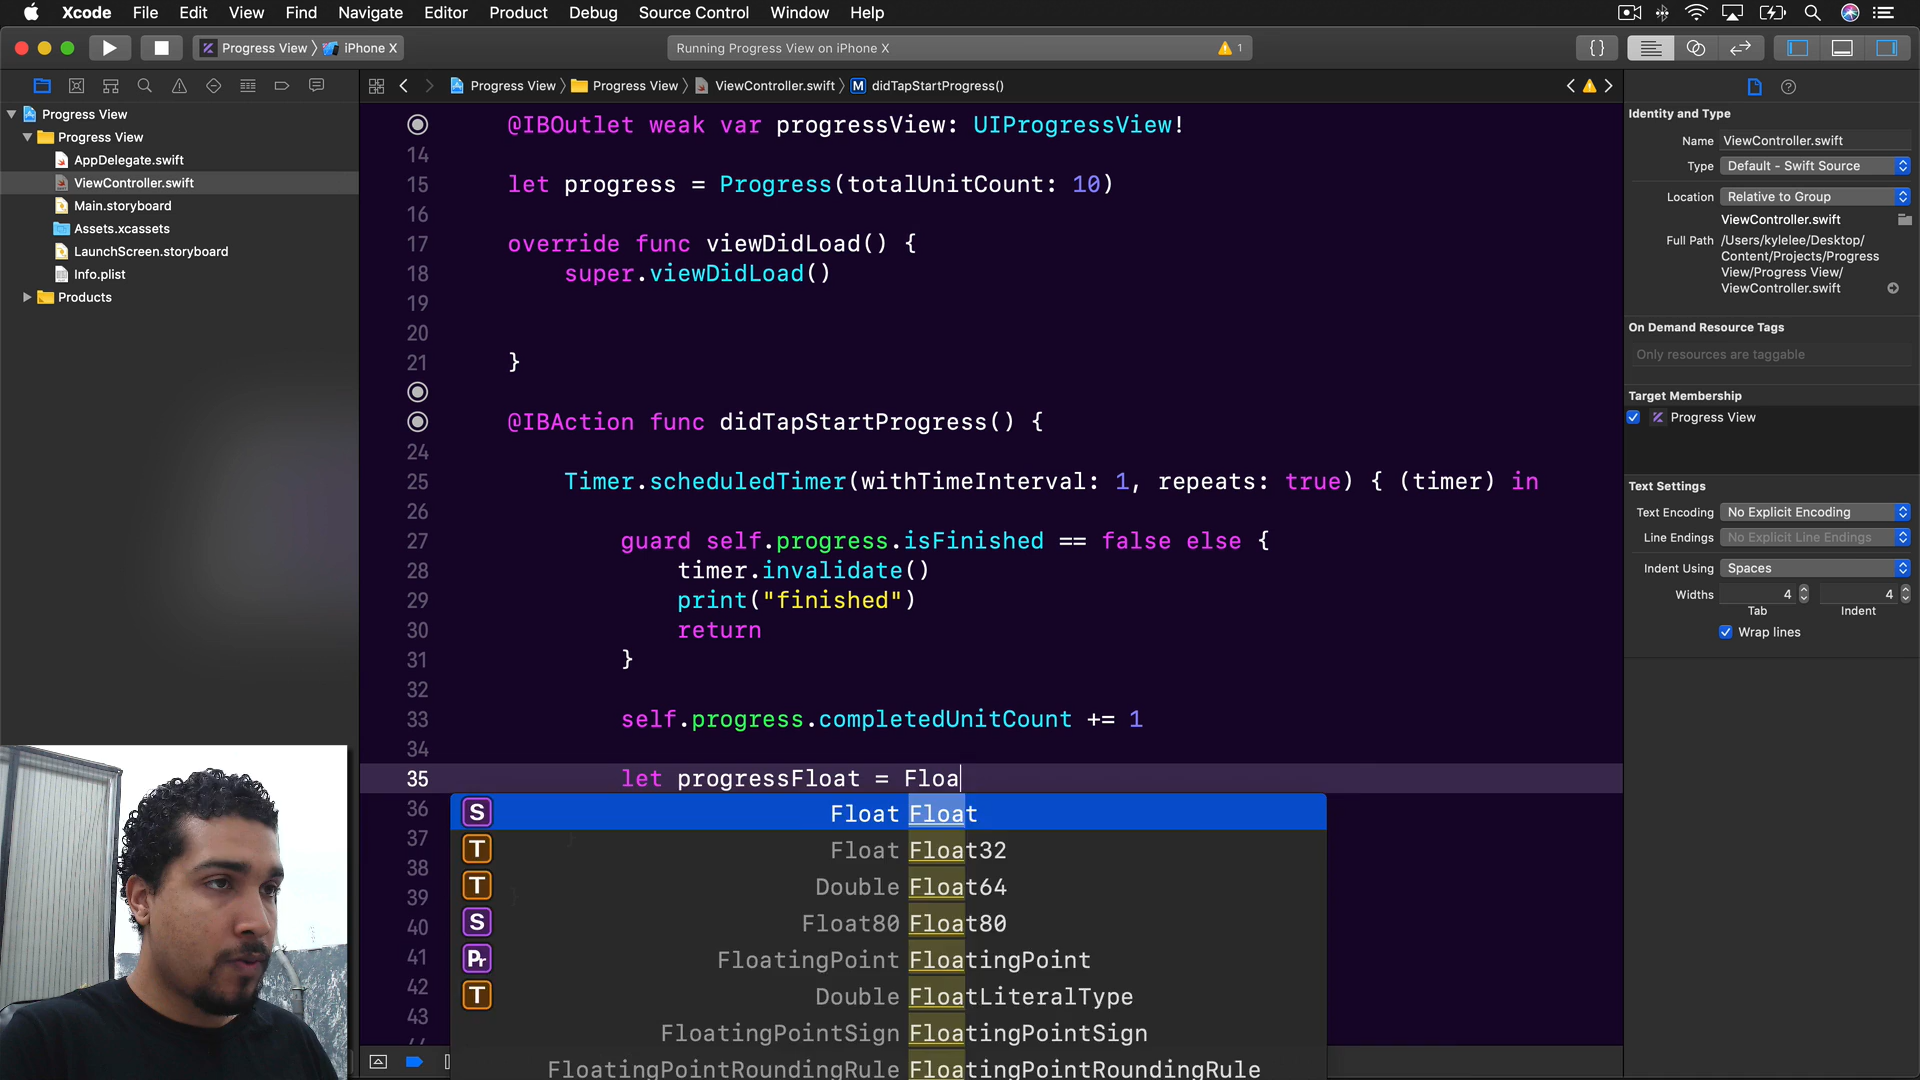 Xcode File Edit View Find Navigate Editor Product Debug Source Control Window Help
Progress View iPhone X
Running Progress View on iPhone X
1
Progress View
Progress View
AppDelegate.swift
ViewController.swift
Main.storyboard
Assets.xcassets
LaunchScreen.storyboard
Info.plist
Products
Progress View Progress View ViewController.swift M didTapStartProgress()
@IBOutlet weak var progressView: UIProgressView!
14
15 let progress = Progress(totalUnitCount: 10)
16
17 override func viewDidLoad() {
18 super.viewDidLoad()
19
20
21 }
@IBAction func didTapStartProgress() {
24
25 Timer.scheduledTimer(withTimeInterval: 1, repeats: true) { (timer) in
26
27 guard self.progress.isFinished == false else {
28 timer.invalidate()
29 print("finished")
30 return
31 }
32
33 self.progress.completedUnitCount += 1
34
35 let progressFloat = Floa
36
37 }
38
39 }
40
41
42
43
S Float Float
T Float Float32
T Double Float64
S Float80 Float80
Pr FloatingPoint FloatingPoint
T Double FloatLiteralType
FloatingPointSign FloatingPointSign
FloatingPointRoundingRule FloatingPointRoundingRule
Identity and Type
Name ViewController.swift
Type Default - Swift Source
Location Relative to Group
ViewController.swift
Full Path /Users/kylelee/Desktop/
Content/Projects/Progress
View/Progress View/
ViewController.swift
On Demand Resource Tags
Only resources are taggable
Target Membership
Progress View
Text Settings
Text Encoding No Explicit Encoding
Line Endings No Explicit Line Endings
Indent Using Spaces
Widths 4 4
Tab Indent
Wrap lines